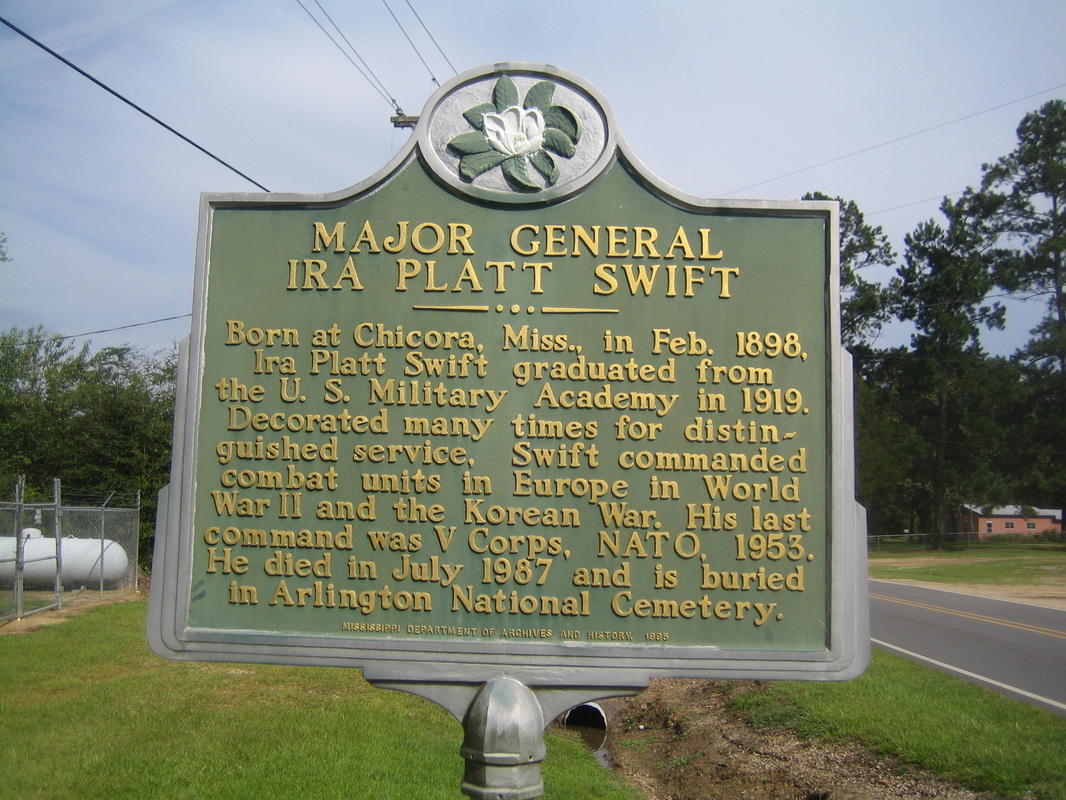 MAJOR GENERAL
IRA PLATT SWIFT
Born at Chicora, Miss., in Feb. 1898,
Ira Platt Swift graduated from
the U. S. Military Academy in 1919.
Decorated many times for distin-
guished service, Swift commanded
combat units in Europe in World
War II and the Korean War. His last
command was V Corps, NATO, 1953.
He died in July 1987 and is buried
in Arlington National Cemetery.
MISSISSIPPI DEPARTMENT OF ARCHIVES AND HISTORY, 1995